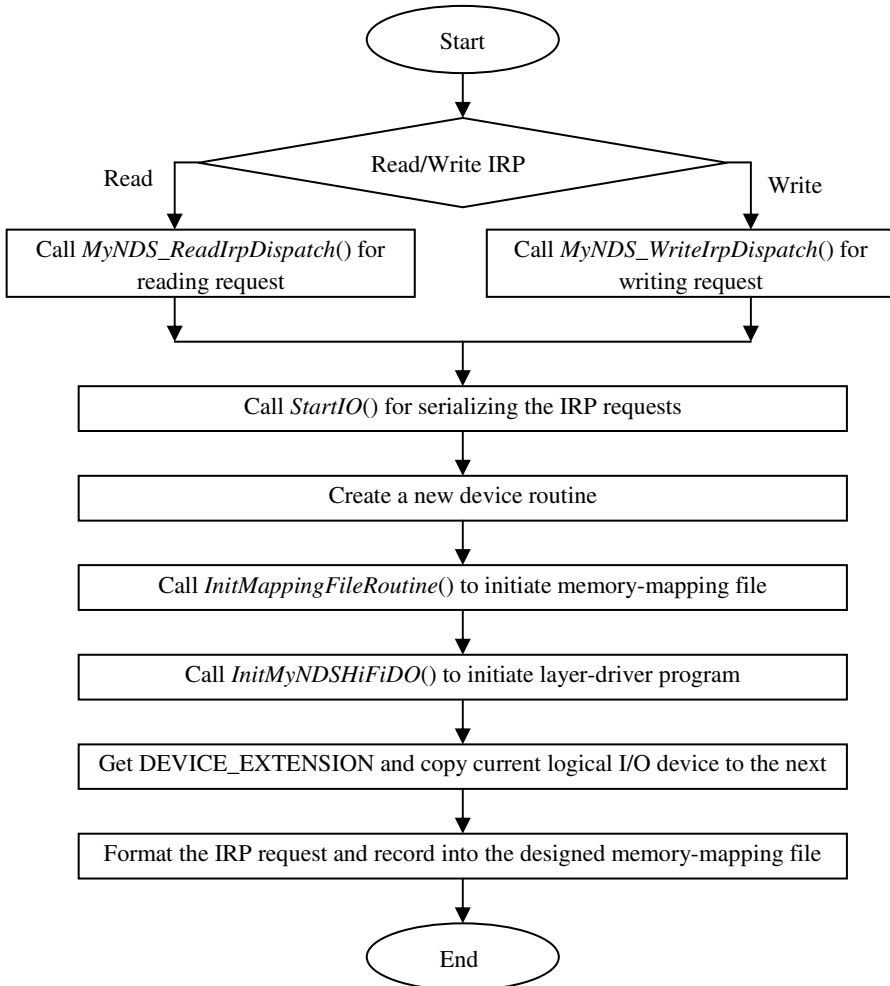 Start
Read/Write IRP
Read
Write
Call MyNDS_ReadIrpDispatch() for
reading request
Call MyNDS_WriteIrpDispatch() for
writing request
Call StartIO() for serializing the IRP requests
Create a new device routine
Call InitMappingFileRoutine() to initiate memory-mapping file
Call InitMyNDSHiFiDO() to initiate layer-driver program
Get DEVICE_EXTENSION and copy current logical I/O device to the next
Format the IRP request and record into the designed memory-mapping file
End